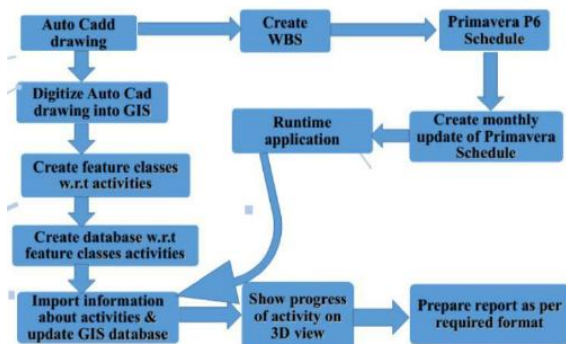 Auto Cadd
drawing
Create
WBS
Primavera P6
Schedule
Digitize Auto Cad
drawing into GIS
Runtime
application
Create monthly
update of Primavera
Schedule
Create feature classes
w.r.t activities
Create database w.r.t
feature classes activities
Import information
about activities &
update GIS database
Show progress
of activity on
3D view
Prepare report as per
required format